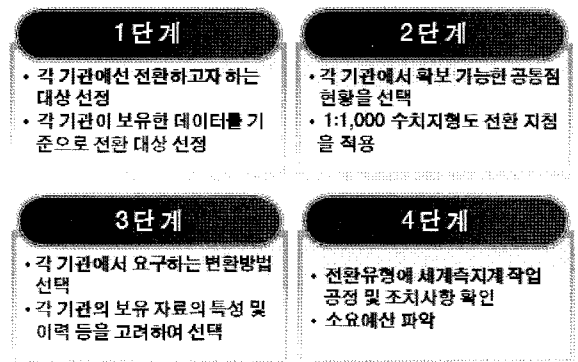 1단계
• 각 기관에선 전환하고자 하는
대상 선정
• 각 기관이 보유한 데이터를 기
준으로 전환 대상 선정
2단계
• 각 기관에서 확보 가능한 공통점
현황을 선택
• 1:1,000 수치지형도 전환 지침
을 적용
3단계
• 각 기관에서 요구하는 변환방법
선택
• 각 기관의 보유 자료의 특성 및
이력 등을 고려하여 선택
4단계
• 전환유형에 세계측지계 작업
공정 및 조치사항 확인
• 소요예산 파악